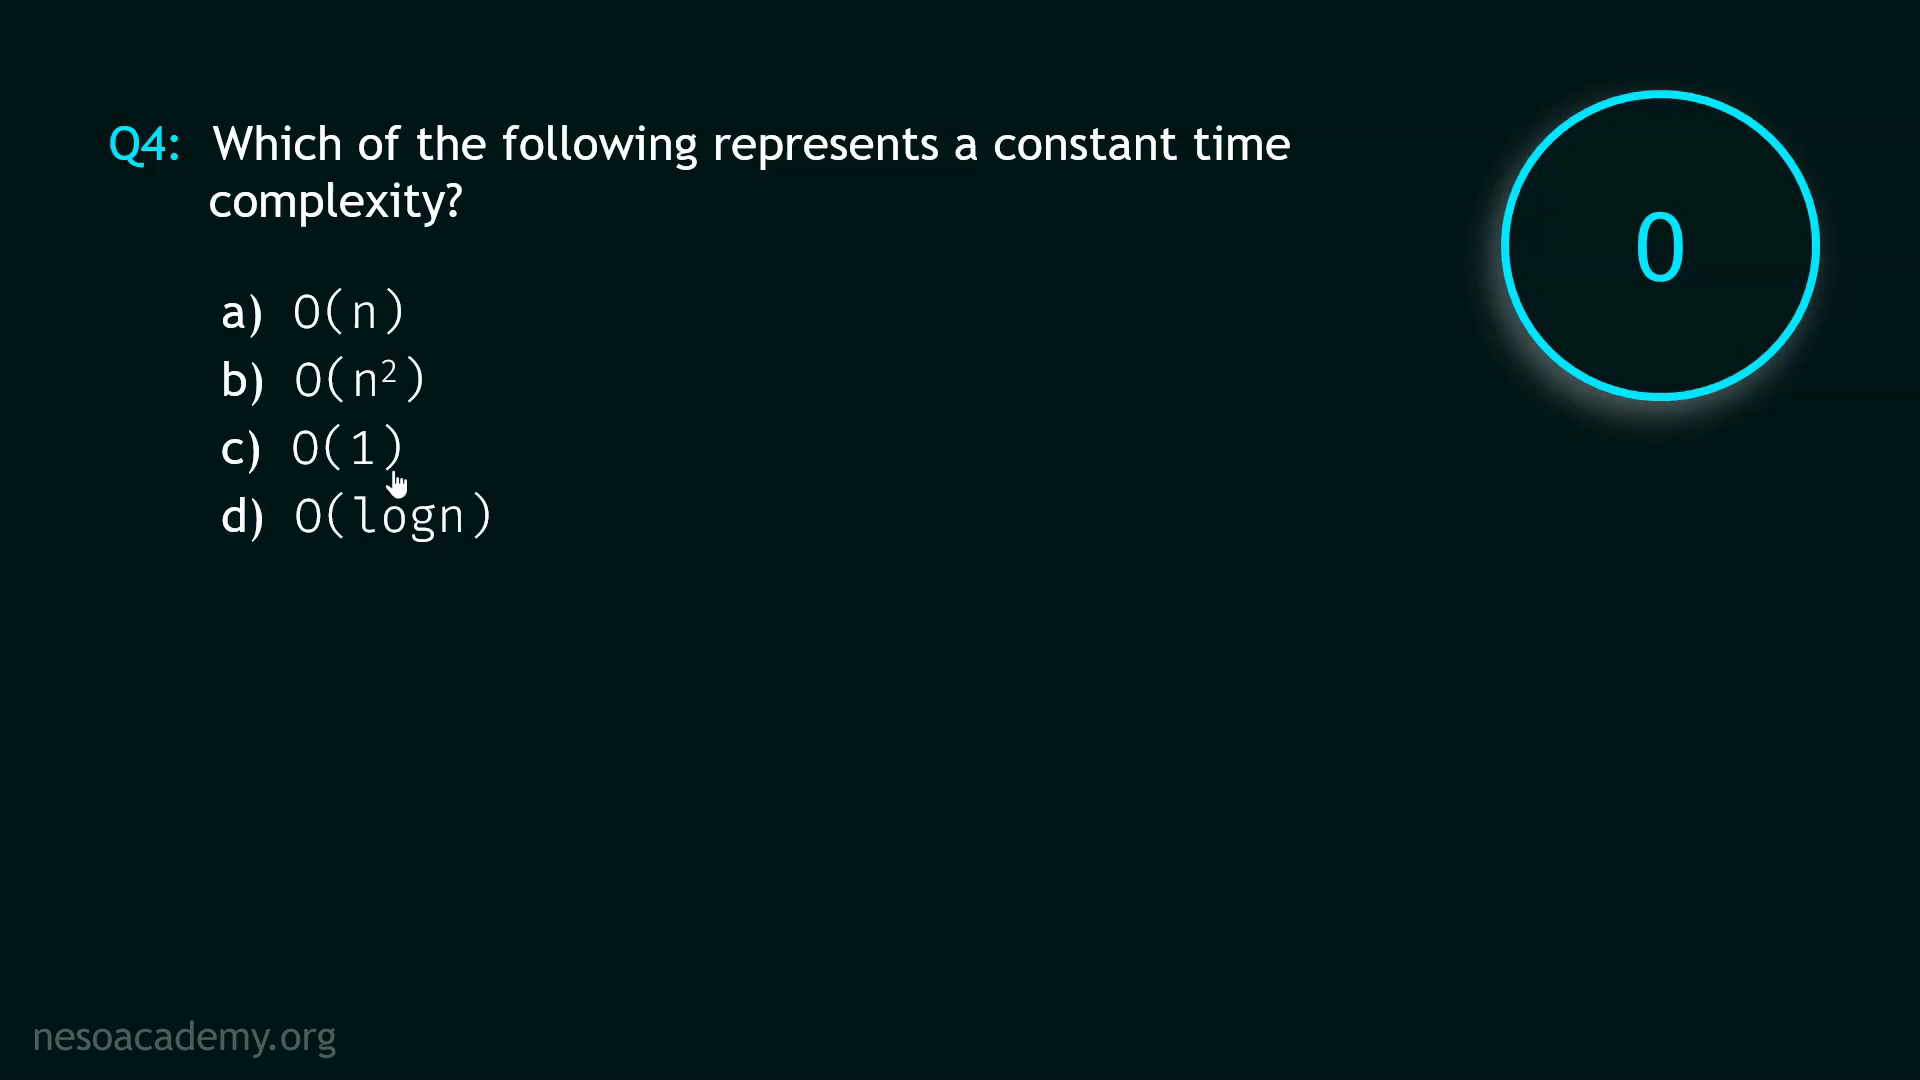 Q4: Which of the following represents a constant time
complexity?
0
a) O(n)
b) O(n²)
c) O(1)
d) O(logn)
nesoacademy.org